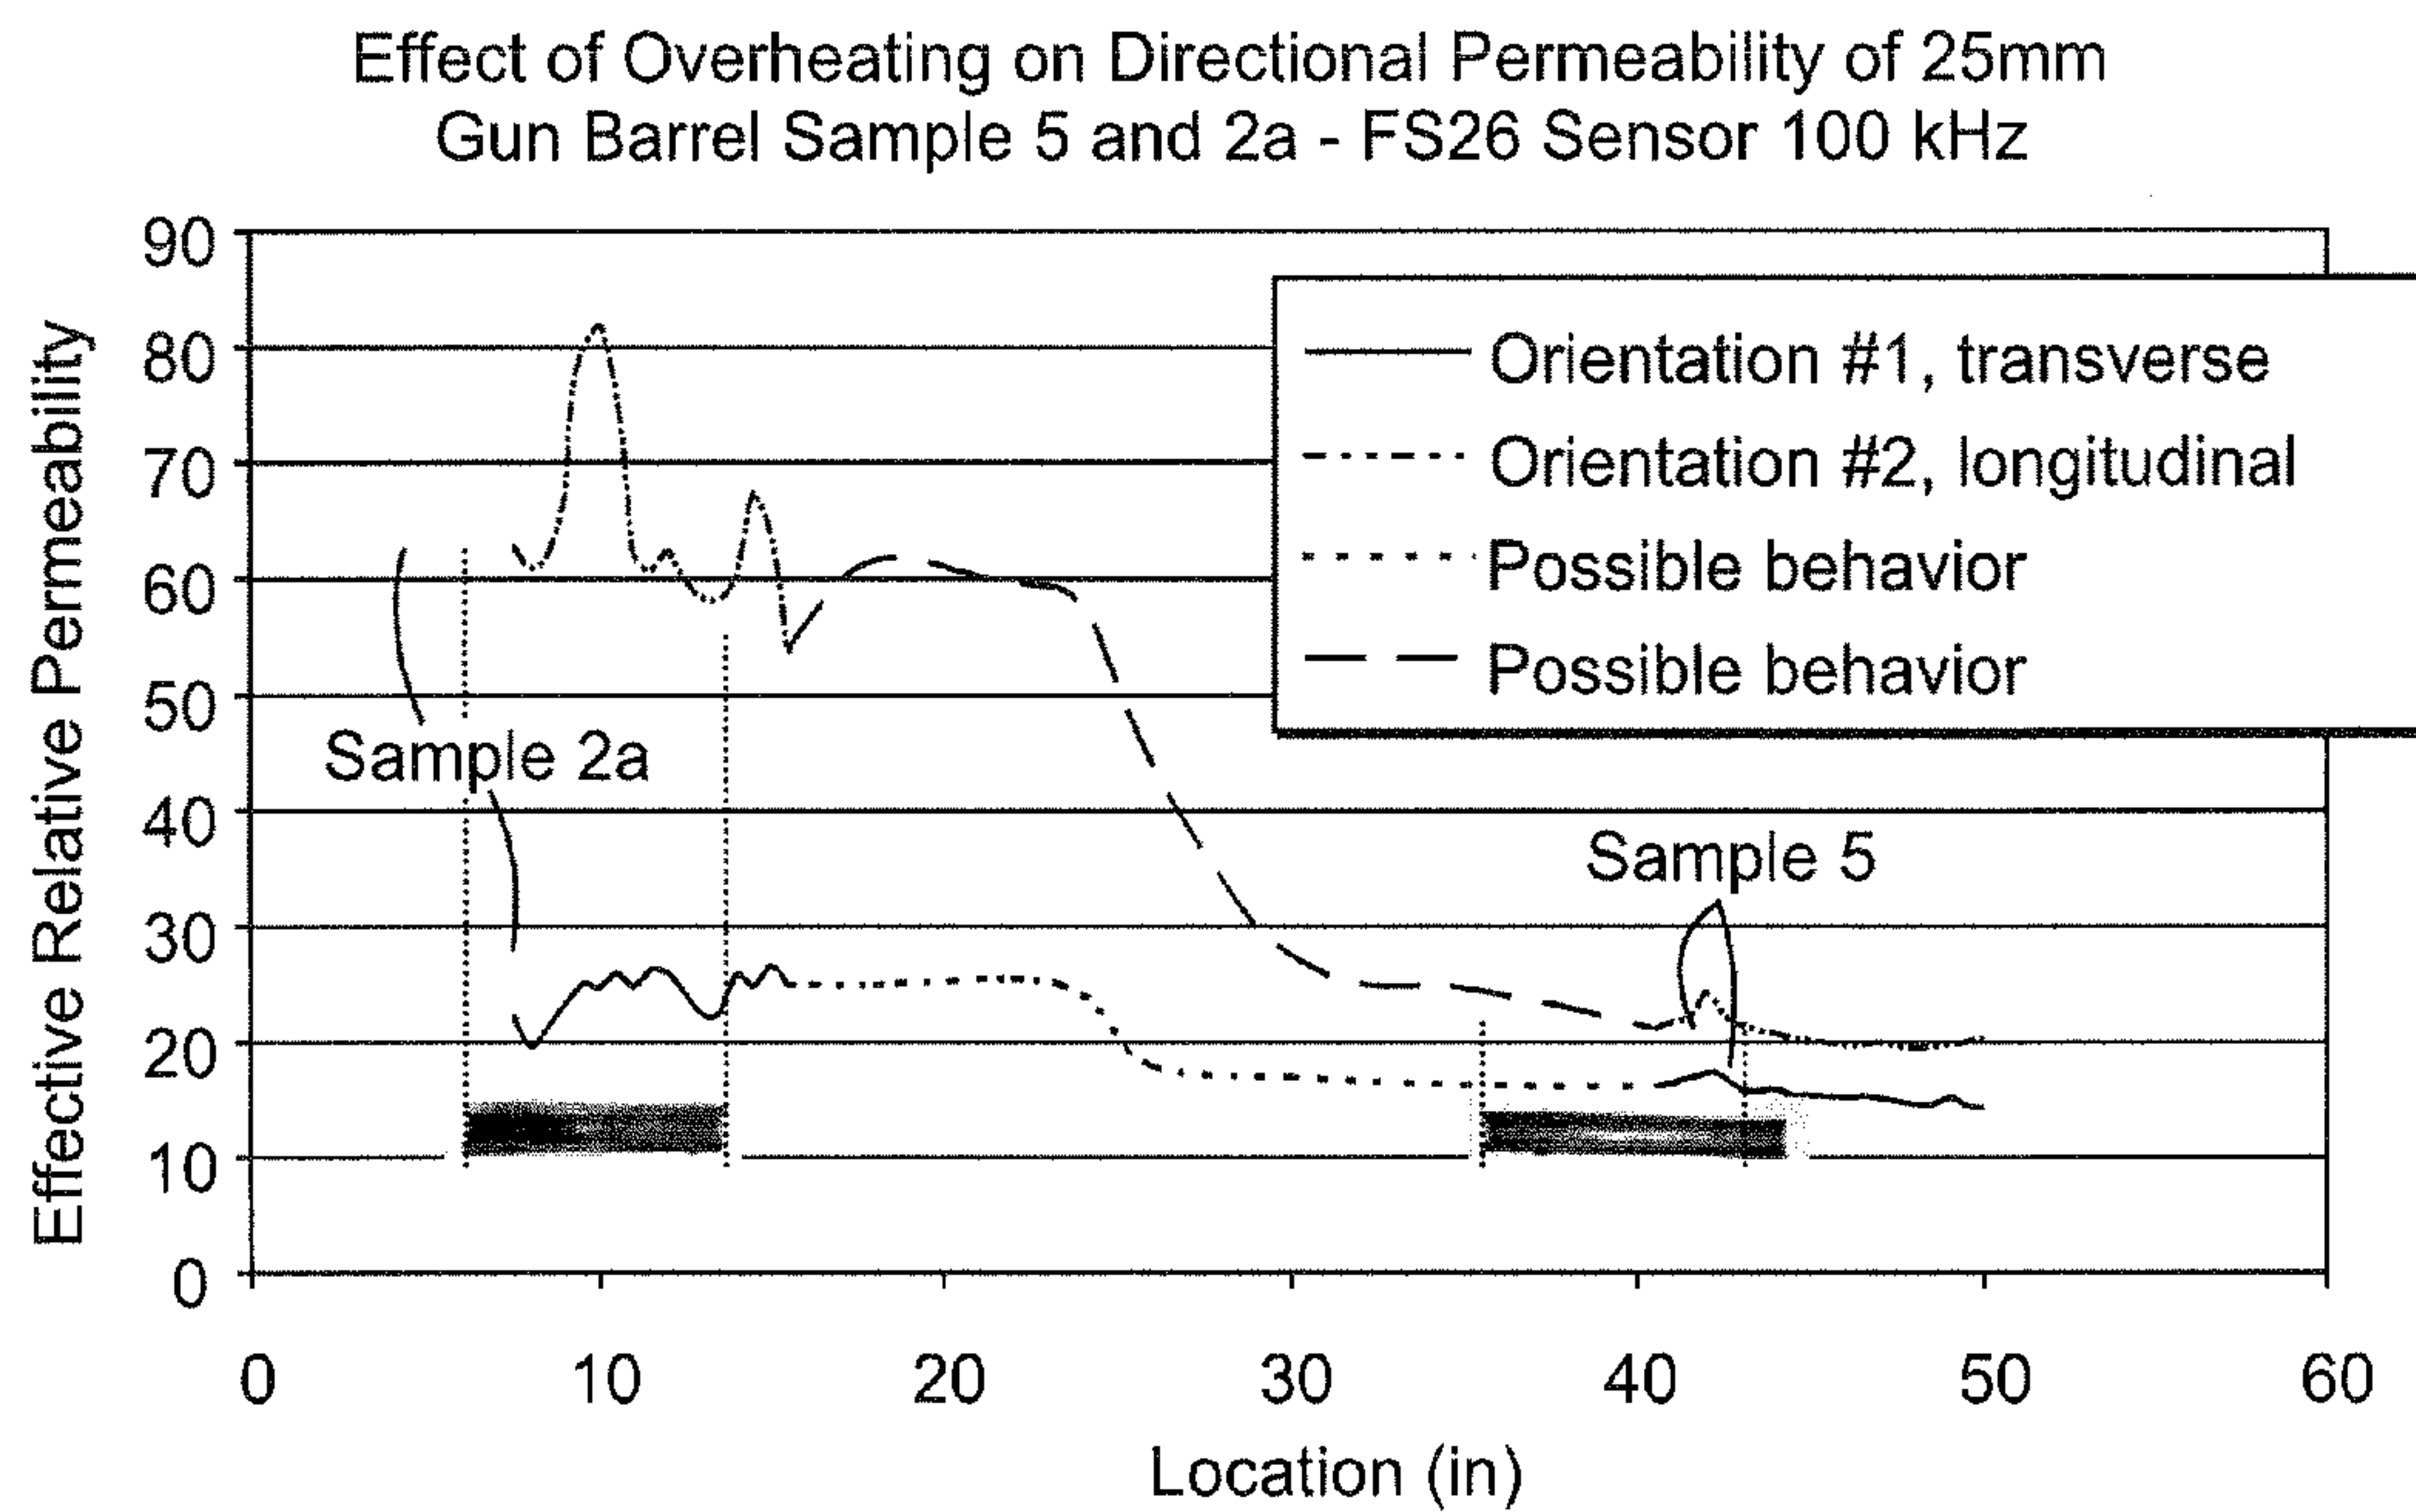 Effect of Overheating on Directional Permeability of 25mm
Gun Barrel Sample 5 and 2a - FS26 Sensor 100 kHz
Effective Relative Permeability
90
80
70
60
50
40
30
20
10
0
Orientation #1, transverse
Orientation #2, longitudinal
Possible behavior
Possible behavior
Sample 2a
Sample 5
0 10 20 30 40 50 60
Location (in)